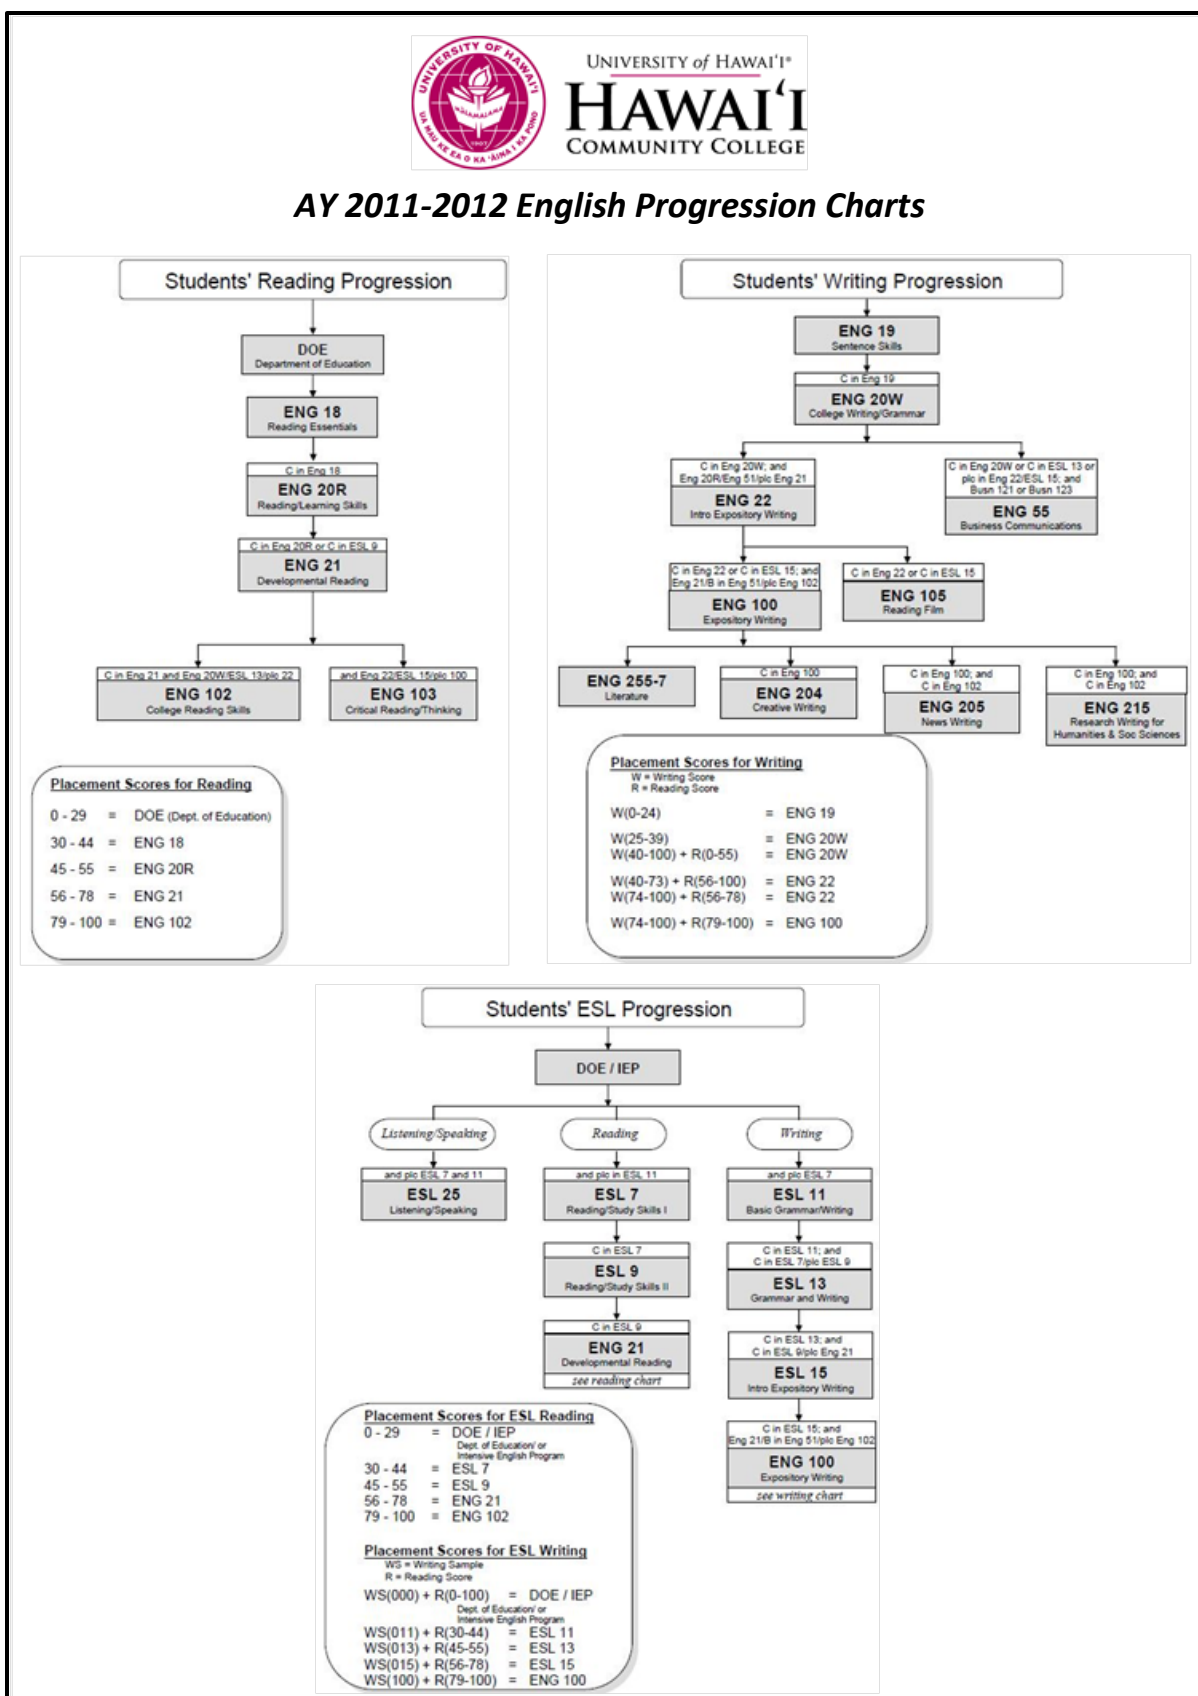 UNIVERSITY OF HAWAI'I
MĀLAMALAMA
1907
UA MAU KE EA O KA ʻĀINA I KA PONO
UNIVERSITY of HAWAI'I®
HAWAI'I
COMMUNITY COLLEGE
AY 2011-2012 English Progression Charts
Students' Reading Progression
DOE
Department of Education
ENG 18
Reading Essentials
C in Eng 18
ENG 20R
Reading/Learning Skills
C in Eng 20R or C in ESL 9
ENG 21
Developmental Reading
C in Eng 21 and Eng 20W/ESL 13/plc 22
ENG 102
College Reading Skills
and Eng 22/ESL 15/plc 100
ENG 103
Critical Reading/Thinking
Placement Scores for Reading
0 - 29 = DOE (Dept. of Education)
30 - 44 = ENG 18
45 - 55 = ENG 20R
56 - 78 = ENG 21
79 - 100 = ENG 102
Students' Writing Progression
ENG 19
Sentence Skills
C in Eng 19
ENG 20W
College Writing/Grammar
C in Eng 20W; and
Eng 20R/Eng 51/plc Eng 21
ENG 22
Intro Expository Writing
C in Eng 20W or C in ESL 13 or
plc in Eng 22/ESL 15; and
Busn 121 or Busn 123
ENG 55
Business Communications
C in Eng 22 or C in ESL 15; and
Eng 21/B in Eng 51/plc Eng 102
ENG 100
Expository Writing
C in Eng 22 or C in ESL 15
ENG 105
Reading Film
ENG 255-7
Literature
C in Eng 100
ENG 204
Creative Writing
C in Eng 100; and
C in Eng 102
ENG 205
News Writing
C in Eng 100; and
C in Eng 102
ENG 215
Research Writing for
Humanities & Soc Sciences
Placement Scores for Writing
W = Writing Score
R = Reading Score
W(0-24) = ENG 19
W(25-39) = ENG 20W
W(40-100) + R(0-55) = ENG 20W
W(40-73) + R(56-100) = ENG 22
W(74-100) + R(56-78) = ENG 22
W(74-100) + R(79-100) = ENG 100
Students' ESL Progression
DOE / IEP
Listening/Speaking
and plc ESL 7 and 11
ESL 25
Listening/Speaking
Reading
and plc in ESL 11
ESL 7
Reading/Study Skills I
C in ESL 7
ESL 9
Reading/Study Skills II
C in ESL 9
ENG 21
Developmental Reading
see reading chart
Writing
and plc ESL 7
ESL 11
Basic Grammar/Writing
C in ESL 11; and
C in ESL 7/plc ESL 9
ESL 13
Grammar and Writing
C in ESL 13; and
C in ESL 9/plc Eng 21
ESL 15
Intro Expository Writing
C in ESL 15; and
Eng 21/B in Eng 51/plc Eng 102
ENG 100
Expository Writing
see writing chart
Placement Scores for ESL Reading
0 - 29 = DOE / IEP
Dept. of Education/ or
Intensive English Program
30 - 44 = ESL 7
45 - 55 = ESL 9
56 - 78 = ENG 21
79 - 100 = ENG 102
Placement Scores for ESL Writing
WS = Writing Sample
R = Reading Score
WS(000) + R(0-100) = DOE / IEP
Dept. of Education/ or
Intensive English Program
WS(011) + R(30-44) = ESL 11
WS(013) + R(45-55) = ESL 13
WS(015) + R(56-78) = ESL 15
WS(100) + R(79-100) = ENG 100